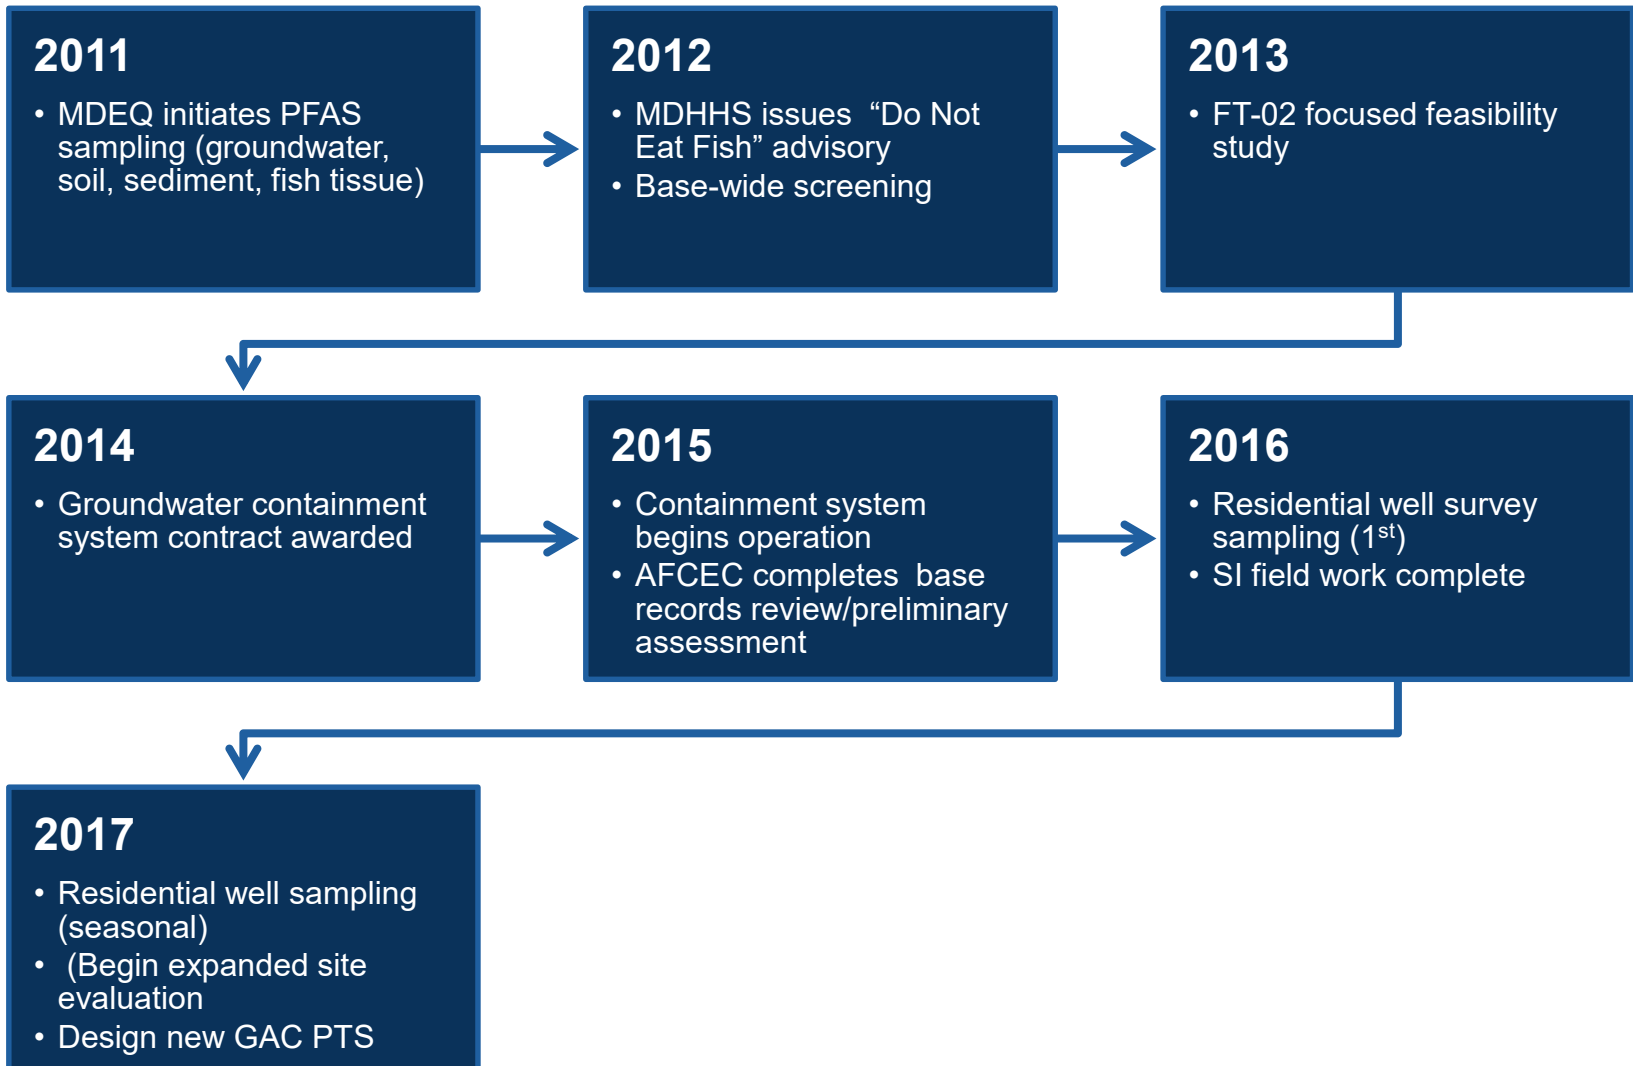 2011
• MDEQ initiates PFAS
sampling (groundwater,
soil, sediment, fish tissue)
2012
• MDHHS issues  “Do Not
Eat Fish” advisory
• Base-wide screening
2013
• FT-02 focused feasibility
study
2014
• Groundwater containment
system contract awarded
2015
• Containment system
begins operation
• AFCEC completes  base
records review/preliminary
assessment
2016
• Residential well survey
sampling (1st)
• SI field work complete
2017
• Residential well sampling
(seasonal)
•  (Begin expanded site
evaluation
• Design new GAC PTS